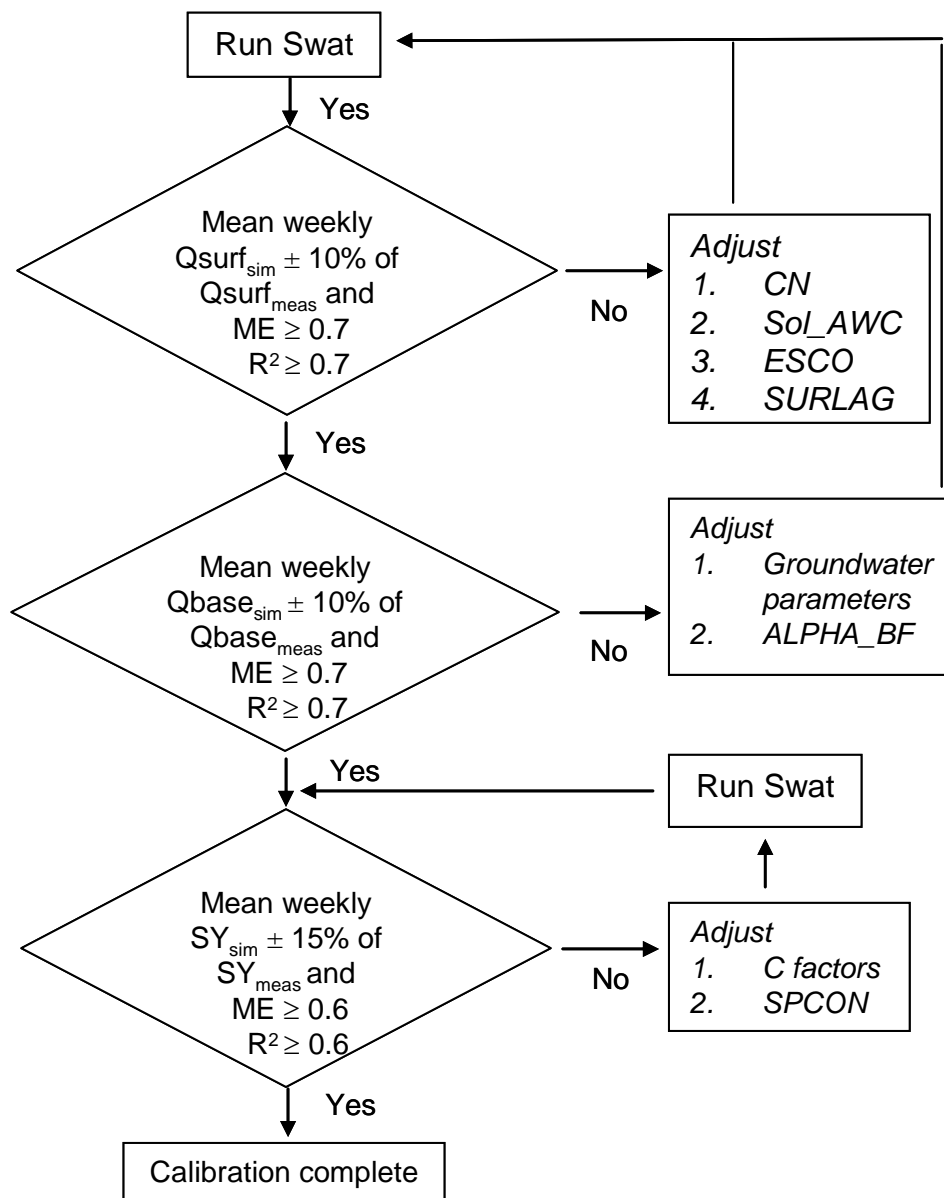 Run Swat
Yes
Mean weekly
Qsurf_sim ± 10% of
Qsurf_meas and
ME ≥ 0.7
R² ≥ 0.7
No
Adjust
1. CN
2. Sol_AWC
3. ESCO
4. SURLAG
Yes
Mean weekly
Qbase_sim ± 10% of
Qbase_meas and
ME ≥ 0.7
R² ≥ 0.7
No
Adjust
1. Groundwater
parameters
2. ALPHA_BF
Yes
Run Swat
Mean weekly
SY_sim ± 15% of
SY_meas and
ME ≥ 0.6
R² ≥ 0.6
No
Adjust
1. C factors
2. SPCON
Yes
Calibration complete